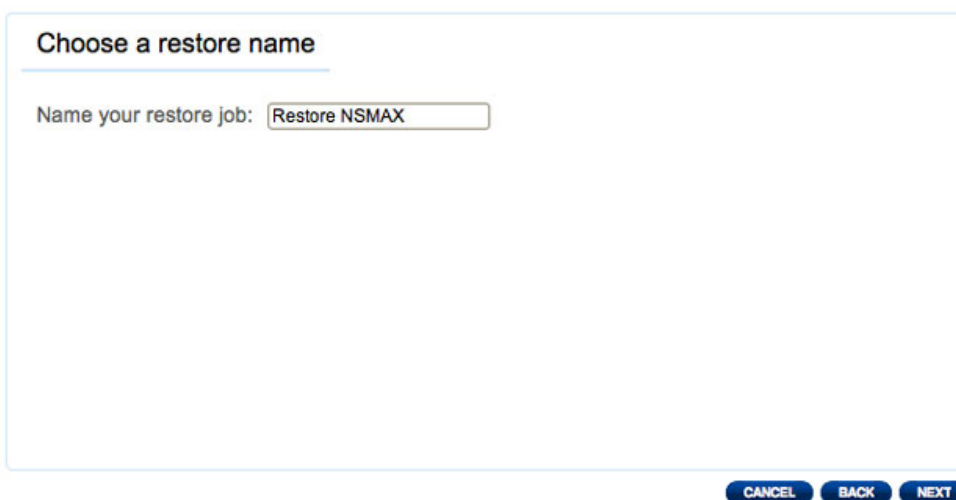 Choose a restore name
Name your restore job: Restore NSMAX
CANCEL BACK NEXT